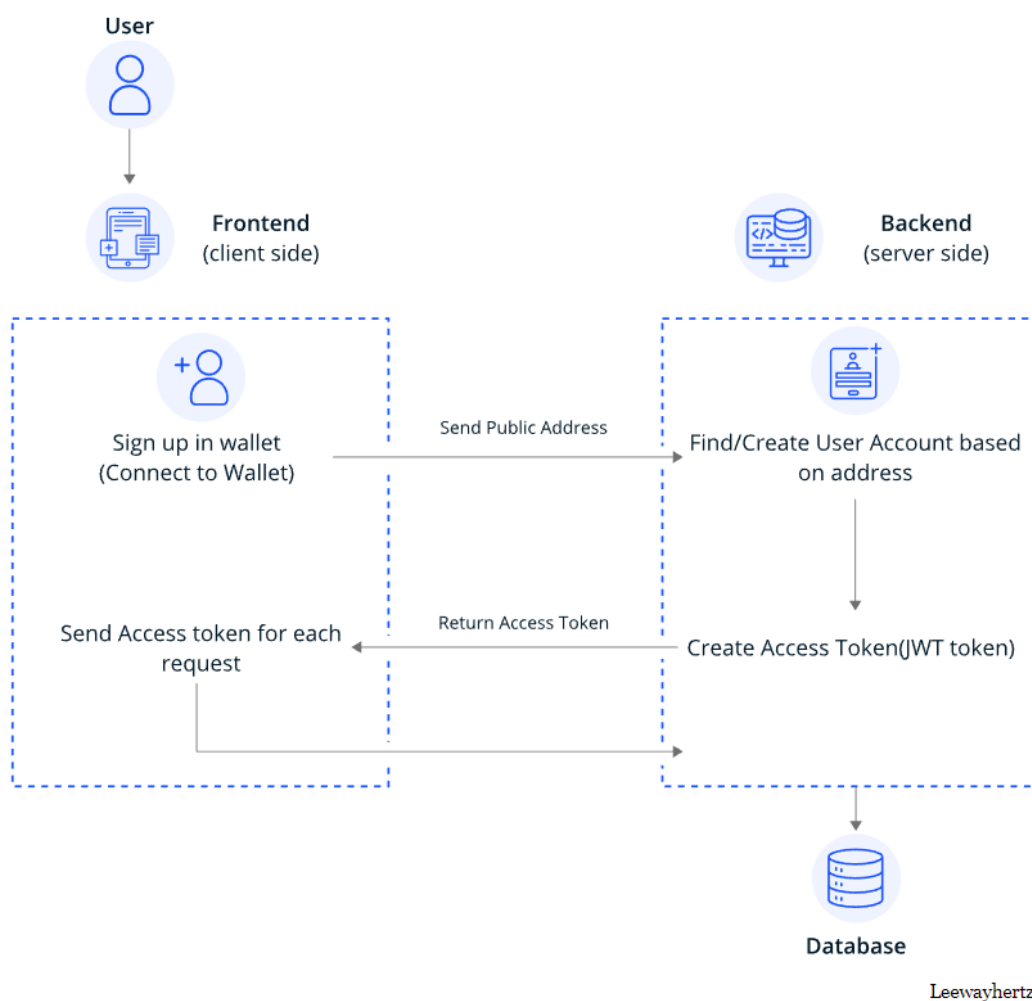 User
Frontend
(client side)
Backend
(server side)
Sign up in wallet
(Connect to Wallet)
Send Public Address
Find/Create User Account based
on address
Send Access token for each
request
Return Access Token
Create Access Token(JWT token)
Database
Leewayhertz